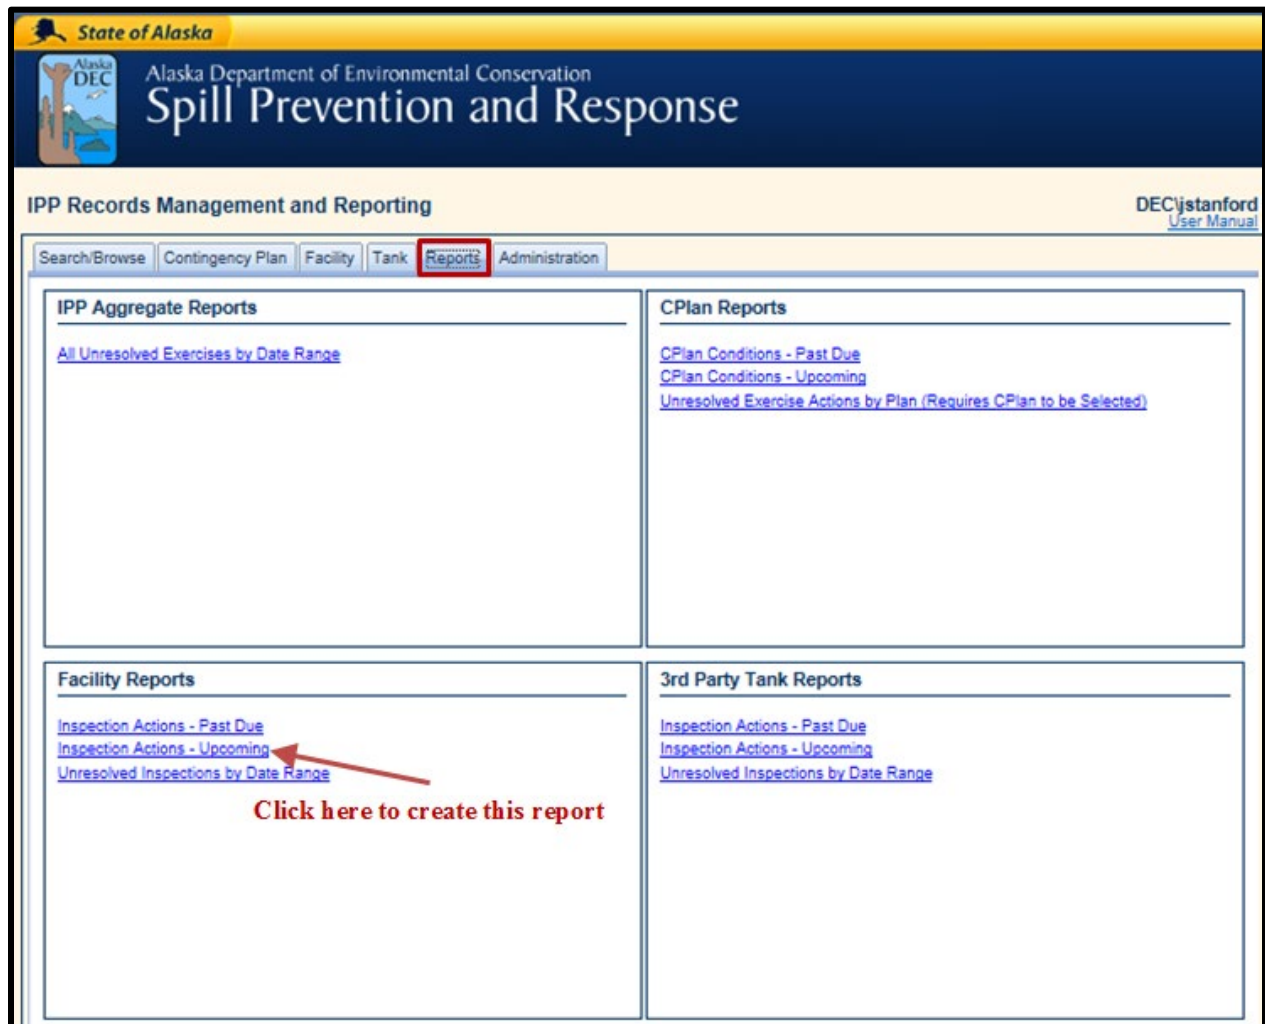 State of Alaska
Alaska
DEC
Alaska Department of Environmental Conservation
Spill Prevention and Response
IPP Records Management and Reporting
DEC\jstanford
User Manual
Search/Browse Contingency Plan Facility Tank Reports Administration
IPP Aggregate Reports
All Unresolved Exercises by Date Range
CPlan Reports
CPlan Conditions - Past Due
CPlan Conditions - Upcoming
Unresolved Exercise Actions by Plan (Requires CPlan to be Selected)
Facility Reports
Inspection Actions - Past Due
Inspection Actions - Upcoming
Unresolved Inspections by Date Range
Click here to create this report
3rd Party Tank Reports
Inspection Actions - Past Due
Inspection Actions - Upcoming
Unresolved Inspections by Date Range